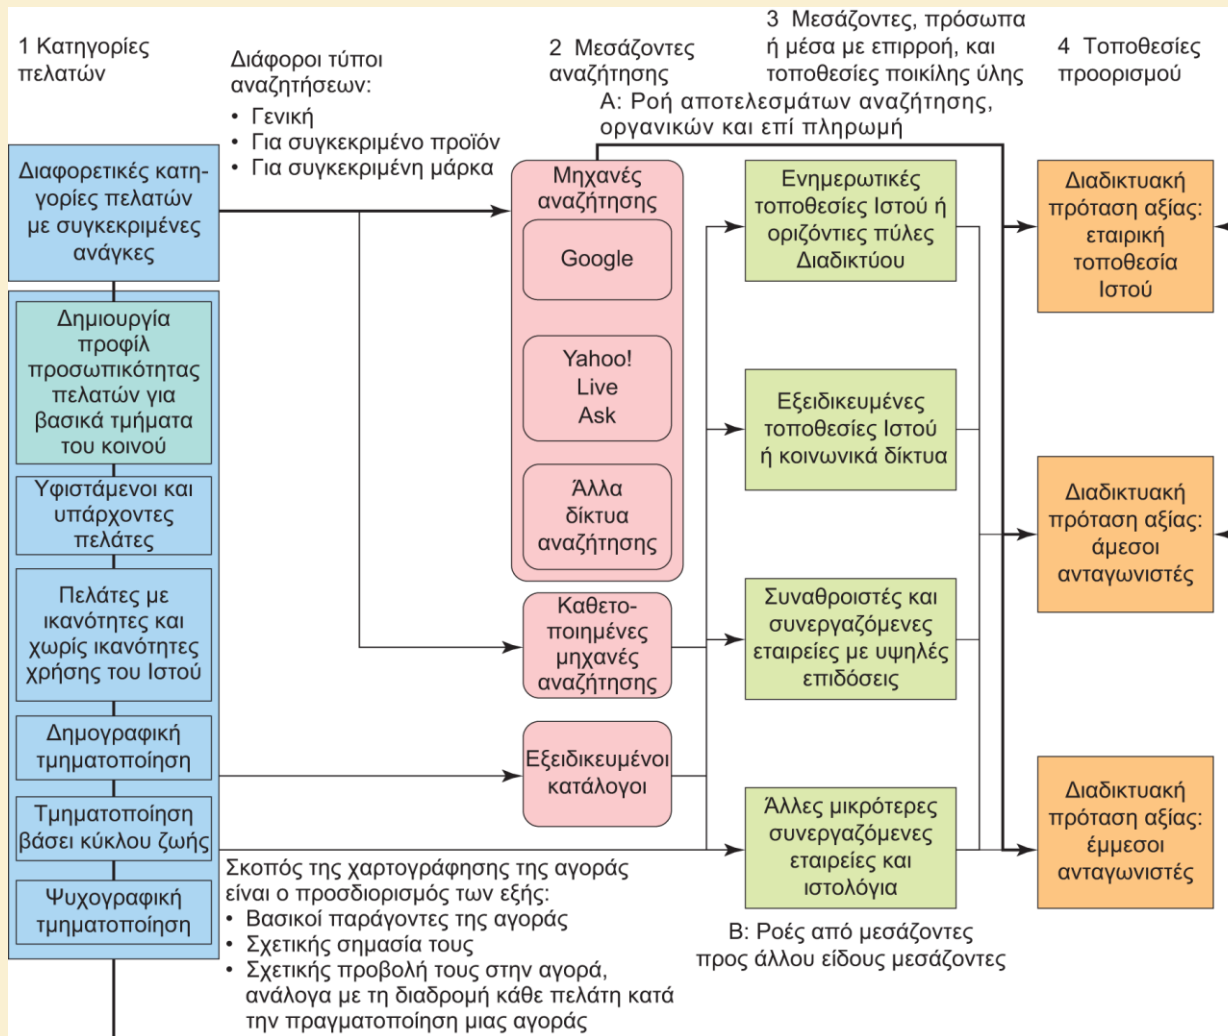 1 Κατηγορίες
πελατών
Διάφοροι τύποι
αναζητήσεων:
• Γενική
• Για συγκεκριμένο προϊόν
• Για συγκεκριμένη μάρκα
2 Μεσάζοντες
αναζήτησης
3 Μεσάζοντες, πρόσωπα
ή μέσα με επιρροή, και
τοποθεσίες ποικίλης ύλης
4 Τοποθεσίες
προορισμού
Α: Ροή αποτελεσμάτων αναζήτησης,
οργανικών και επί πληρωμή
Διαφορετικές κατη-
γορίες πελατών
με συγκεκριμένες
ανάγκες
Δημιουργία
προφίλ
προσωπικότητας
πελατών για
βασικά τμήματα
του κοινού
Υφιστάμενοι και
υπάρχοντες
πελάτες
Πελάτες με
ικανότητες και
χωρίς ικανότητες
χρήσης του Ιστού
Δημογραφική
τμηματοποίηση
Τμηματοποίηση
βάσει κύκλου ζωής
Ψυχογραφική
τμηματοποίηση
Μηχανές
αναζήτησης
Google
Yahoo!
Live
Ask
Άλλα
δίκτυα
αναζήτησης
Καθετο-
ποιημένες
μηχανές
αναζήτησης
Εξειδικευμένοι
κατάλογοι
Ενημερωτικές
τοποθεσίες Ιστού ή
οριζόντιες πύλες
Διαδικτύου
Εξειδικευμένες
τοποθεσίες Ιστού
ή κοινωνικά δίκτυα
Συναθροιστές και
συνεργαζόμενες
εταιρείες με υψηλές
επιδόσεις
Άλλες μικρότερες
συνεργαζόμενες
εταιρείες και
ιστολόγια
Διαδικτυακή
πρόταση αξίας:
εταιρική
τοποθεσία
Ιστού
Διαδικτυακή
πρόταση αξίας:
άμεσοι
ανταγωνιστές
Διαδικτυακή
πρόταση αξίας:
έμμεσοι
ανταγωνιστές
Σκοπός της χαρτογράφησης της αγοράς
είναι ο προσδιορισμός των εξής:
• Βασικοί παράγοντες της αγοράς
• Σχετικής σημασία τους
• Σχετικής προβολή τους στην αγορά,
ανάλογα με τη διαδρομή κάθε πελάτη κατά
την πραγματοποίηση μιας αγοράς
Β: Ροές από μεσάζοντες
προς άλλου είδους μεσάζοντες